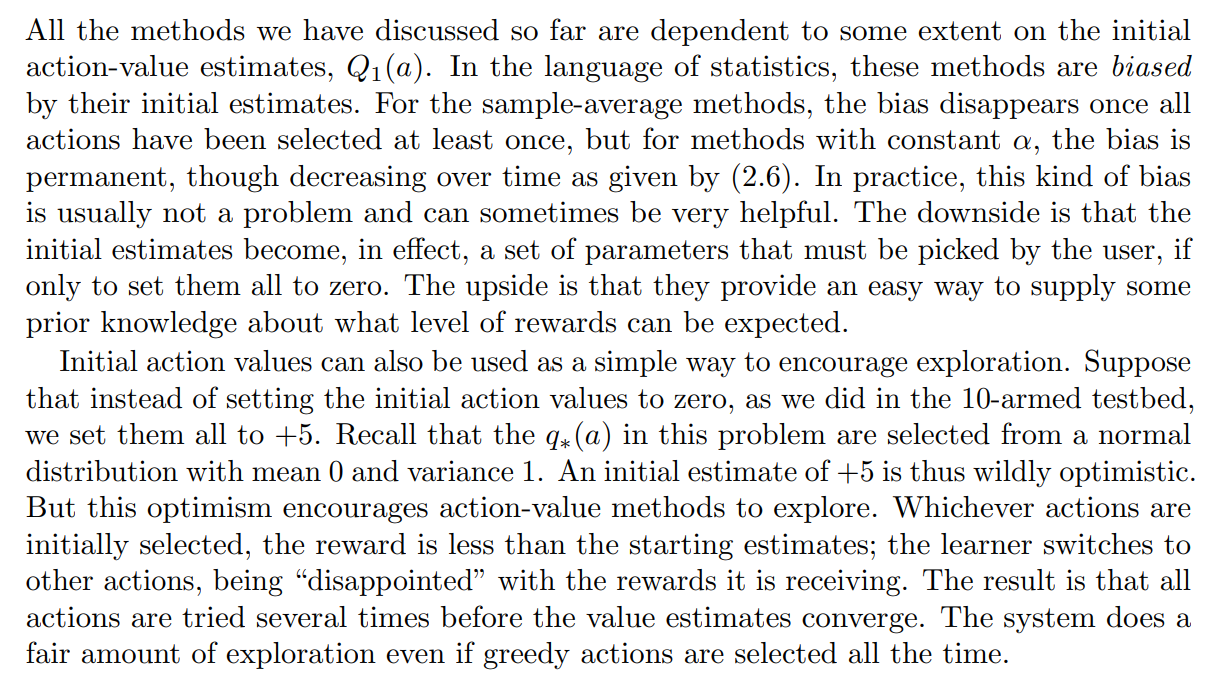 All the methods we have discussed so far are dependent to some extent on the initial
action-value estimates, Q₁(a). In the language of statistics, these methods are biased
by their initial estimates. For the sample-average methods, the bias disappears once all
actions have been selected at least once, but for methods with constant α, the bias is
permanent, though decreasing over time as given by (2.6). In practice, this kind of bias
is usually not a problem and can sometimes be very helpful. The downside is that the
initial estimates become, in effect, a set of parameters that must be picked by the user, if
only to set them all to zero. The upside is that they provide an easy way to supply some
prior knowledge about what level of rewards can be expected.
Initial action values can also be used as a simple way to encourage exploration. Suppose
that instead of setting the initial action values to zero, as we did in the 10-armed testbed,
we set them all to +5. Recall that the q∗(a) in this problem are selected from a normal
distribution with mean 0 and variance 1. An initial estimate of +5 is thus wildly optimistic.
But this optimism encourages action-value methods to explore. Whichever actions are
initially selected, the reward is less than the starting estimates; the learner switches to
other actions, being “disappointed” with the rewards it is receiving. The result is that all
actions are tried several times before the value estimates converge. The system does a
fair amount of exploration even if greedy actions are selected all the time.